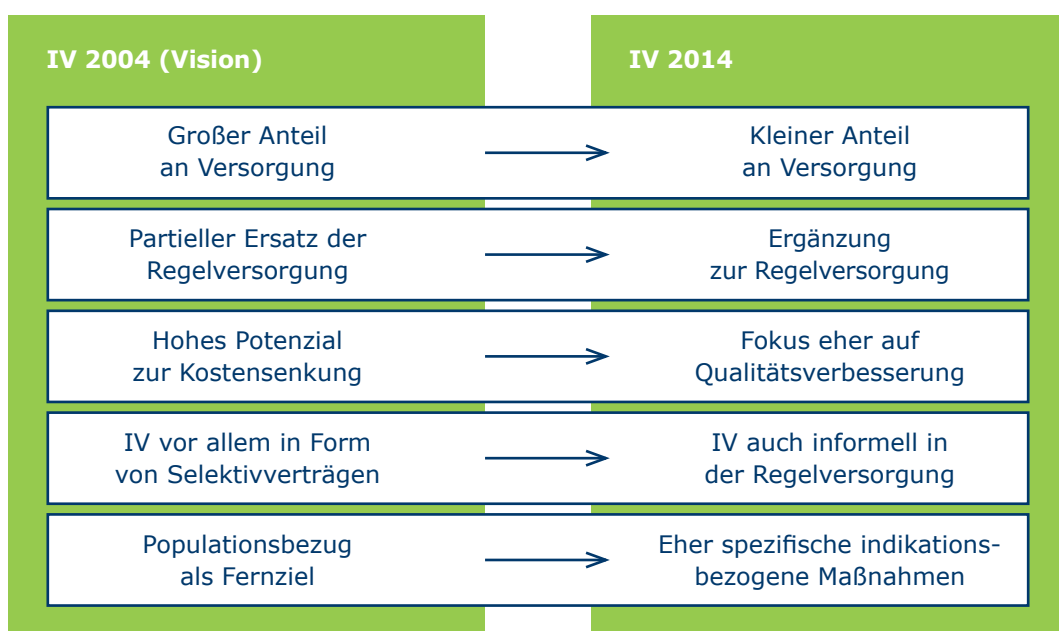 IV 2004 (Vision)
IV 2014
Großer Anteil
an Versorgung
Kleiner Anteil
an Versorgung
Partieller Ersatz der
Regelversorgung
Ergänzung
zur Regelversorgung
Hohes Potenzial
zur Kostensenkung
Fokus eher auf
Qualitätsverbesserung
IV vor allem in Form
von Selektivverträgen
IV auch informell in
der Regelversorgung
Populationsbezug
als Fernziel
Eher spezifische indikations-
bezogene Maßnahmen